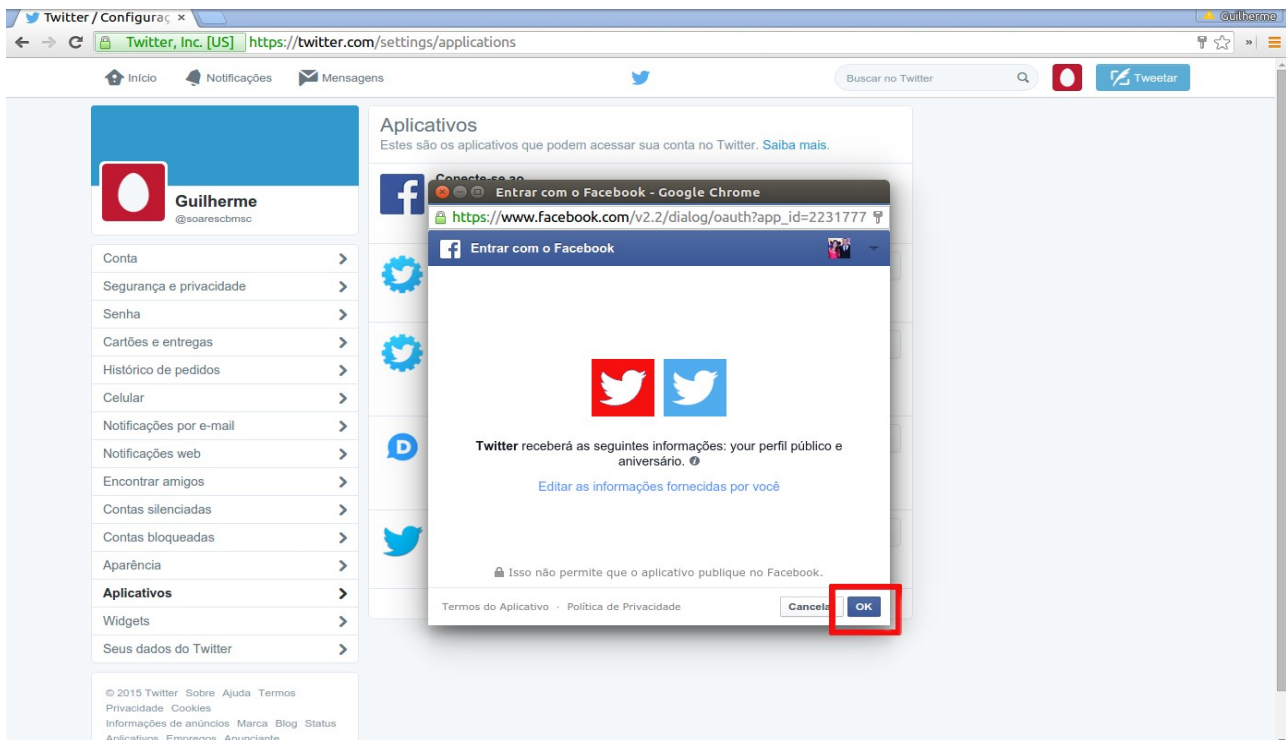 Twitter / Configuraç ×
Guilherme
Twitter, Inc. [US] https://twitter.com/settings/applications
Início Notificações Mensagens Buscar no Twitter Tweetar
Aplicativos
Estes são os aplicativos que podem acessar sua conta no Twitter. Saiba mais.
Conecte-se ao
Guilherme
@soarescbmsc
Conta
Segurança e privacidade
Senha
Cartões e entregas
Histórico de pedidos
Celular
Notificações por e-mail
Notificações web
Encontrar amigos
Contas silenciadas
Contas bloqueadas
Aparência
Aplicativos
Widgets
Seus dados do Twitter
© 2015 Twitter Sobre Ajuda Termos
Privacidade Cookies
Informações de anúncios Marca Blog Status
Aplicativos Empregos Anunciante
Entrar com o Facebook - Google Chrome
https://www.facebook.com/v2.2/dialog/oauth?app_id=2231777
Entrar com o Facebook
Twitter receberá as seguintes informações: your perfil público e
aniversário.
Editar as informações fornecidas por você
Isso não permite que o aplicativo publique no Facebook.
Termos do Aplicativo · Política de Privacidade Cancela OK